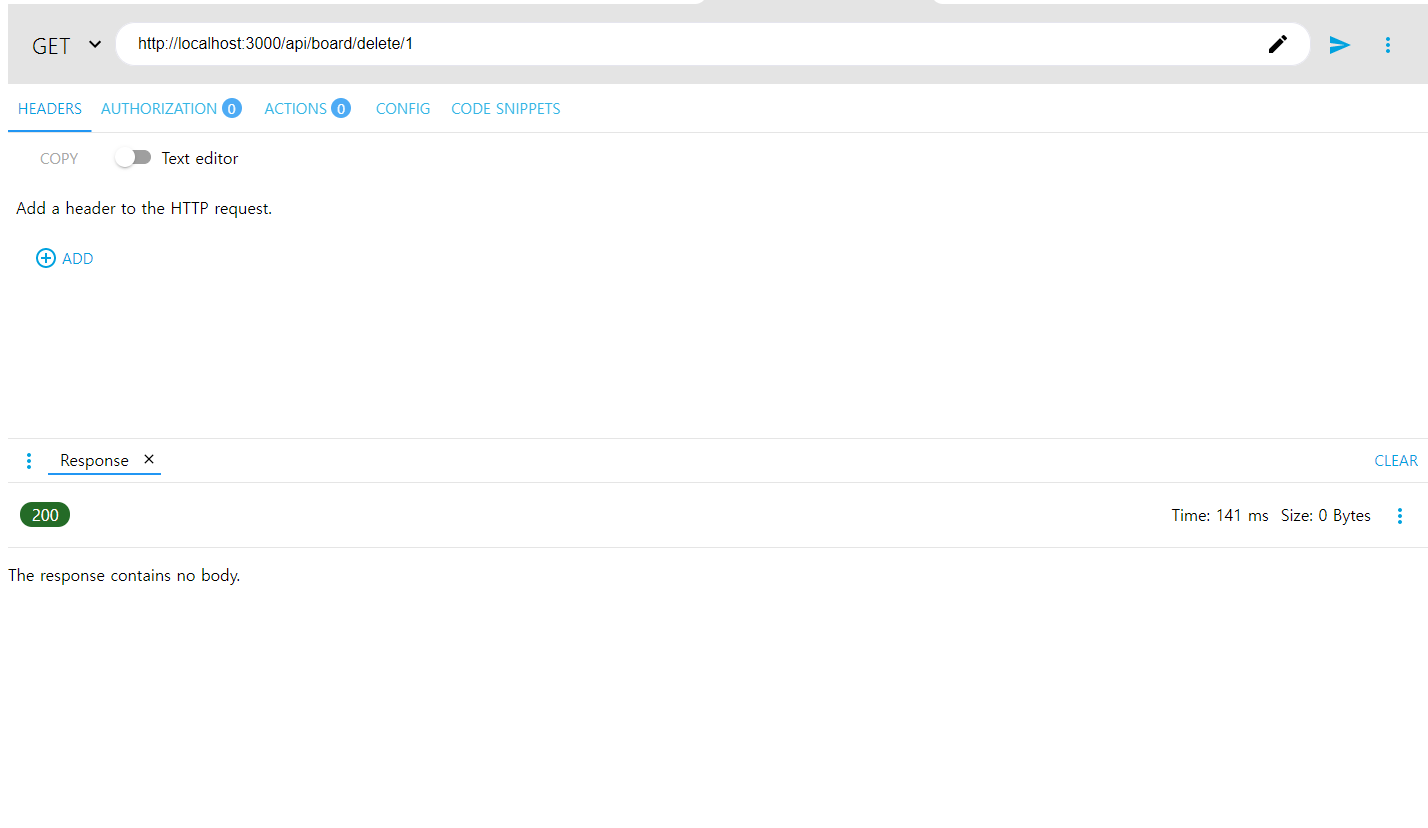 GET http://localhost:3000/api/board/delete/1
HEADERS AUTHORIZATION 0 ACTIONS 0 CONFIG CODE SNIPPETS
COPY Text editor
Add a header to the HTTP request.
ADD
Response × CLEAR
200 Time: 141 ms Size: 0 Bytes
The response contains no body.